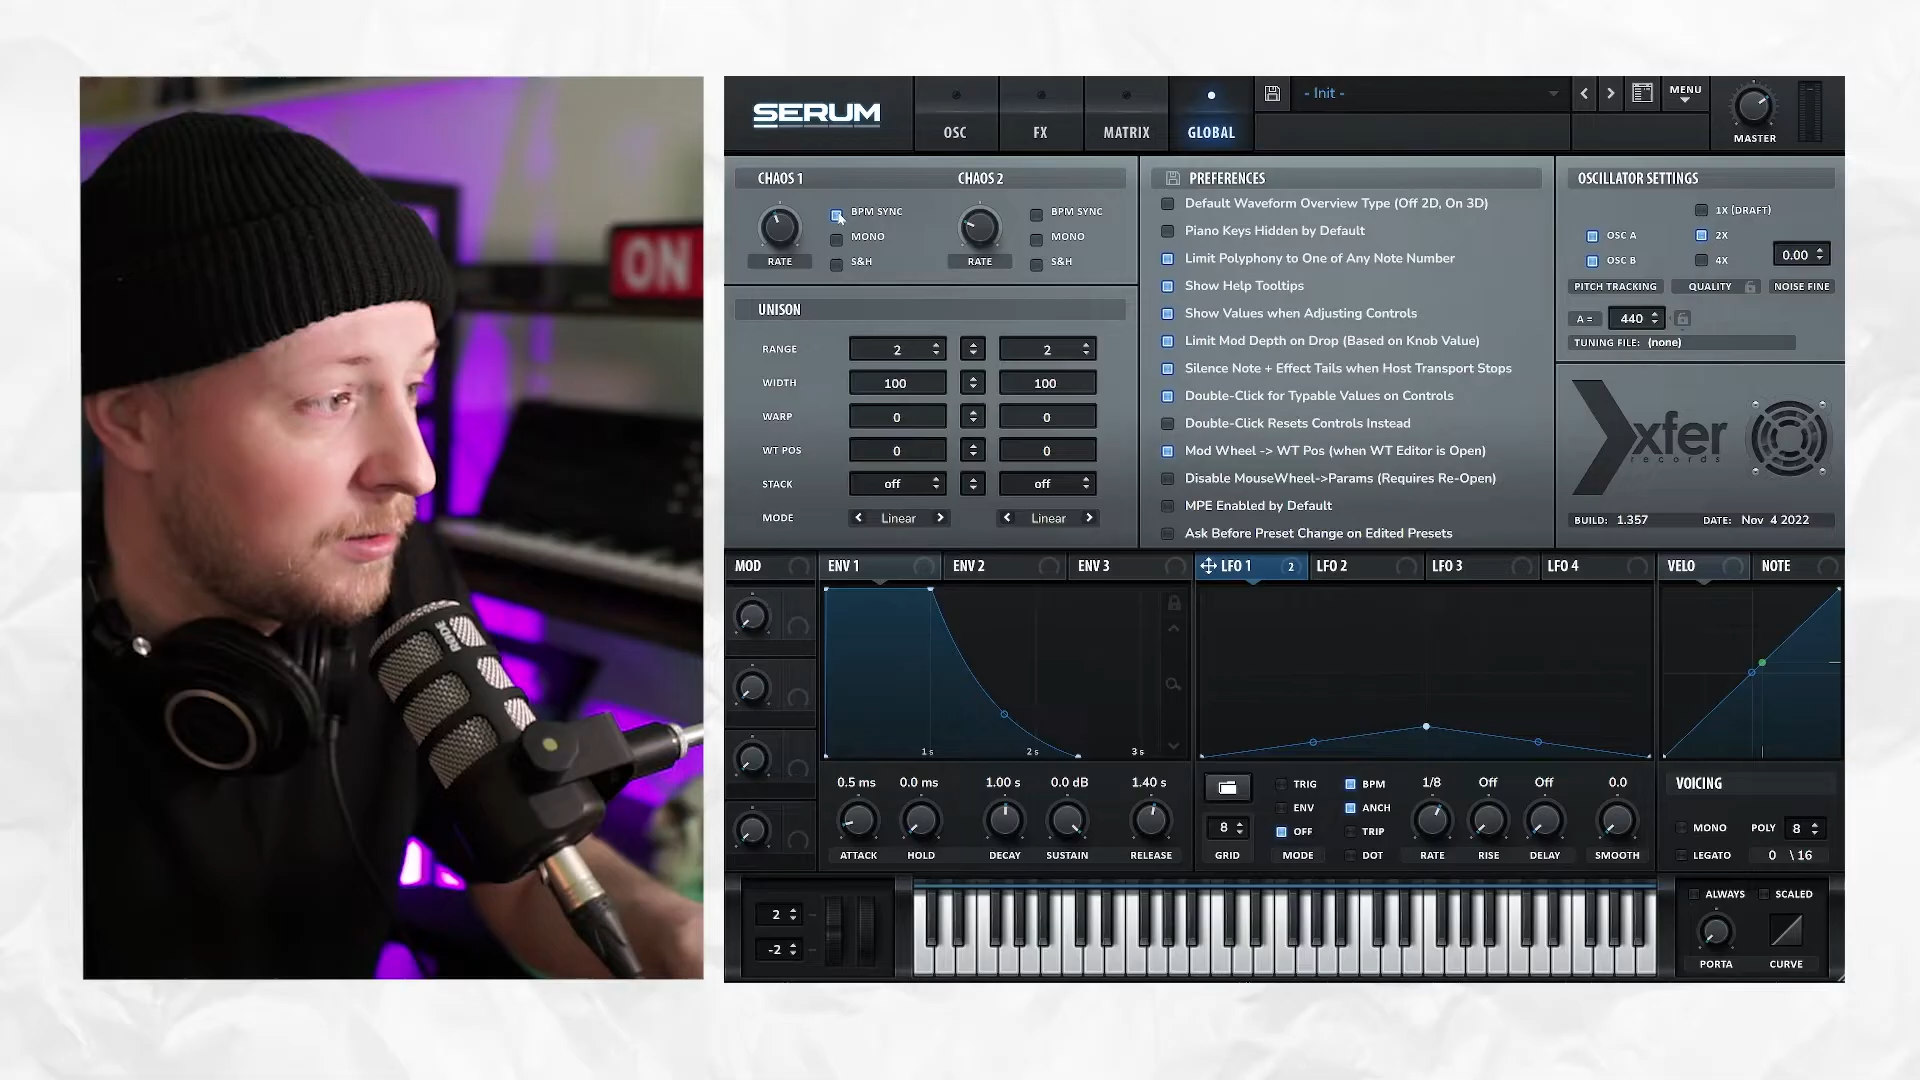 ON
RØDE
SERUM
OSC
FX
MATRIX
GLOBAL
- Init -
MENU
MASTER
CHAOS 1
CHAOS 2
RATE
BPM SYNC
MONO
S&H
RATE
BPM SYNC
MONO
S&H
UNISON
RANGE 2 2
WIDTH 100 100
WARP 0 0
WT POS 0 0
STACK off off
MODE Linear Linear
PREFERENCES
Default Waveform Overview Type (Off 2D, On 3D)
Piano Keys Hidden by Default
Limit Polyphony to One of Any Note Number
Show Help Tooltips
Show Values when Adjusting Controls
Limit Mod Depth on Drop (Based on Knob Value)
Silence Note + Effect Tails when Host Transport Stops
Double-Click for Typable Values on Controls
Double-Click Resets Controls Instead
Mod Wheel -> WT Pos (when WT Editor is Open)
Disable MouseWheel->Params (Requires Re-Open)
MPE Enabled by Default
Ask Before Preset Change on Edited Presets
OSCILLATOR SETTINGS
1X (DRAFT)
OSC A 2X
OSC B 4X
0.00
PITCH TRACKING QUALITY NOISE FINE
A = 440
TUNING FILE: (none)
xfer
records
BUILD: 1.357 DATE: Nov 4 2022
MOD ENV 1 ENV 2 ENV 3 LFO 1 2 LFO 2 LFO 3 LFO 4 VELO NOTE
1 s 2 s 3 s
0.5 ms 0.0 ms 1.00 s 0.0 dB 1.40 s
ATTACK HOLD DECAY SUSTAIN RELEASE
8
GRID
TRIG BPM
ENV ANCH
OFF TRIP
MODE DOT
1/8 Off Off 0.0
RATE RISE DELAY SMOOTH
VOICING
MONO POLY 8
LEGATO 0 \ 16
2
-2
ALWAYS SCALED
PORTA CURVE